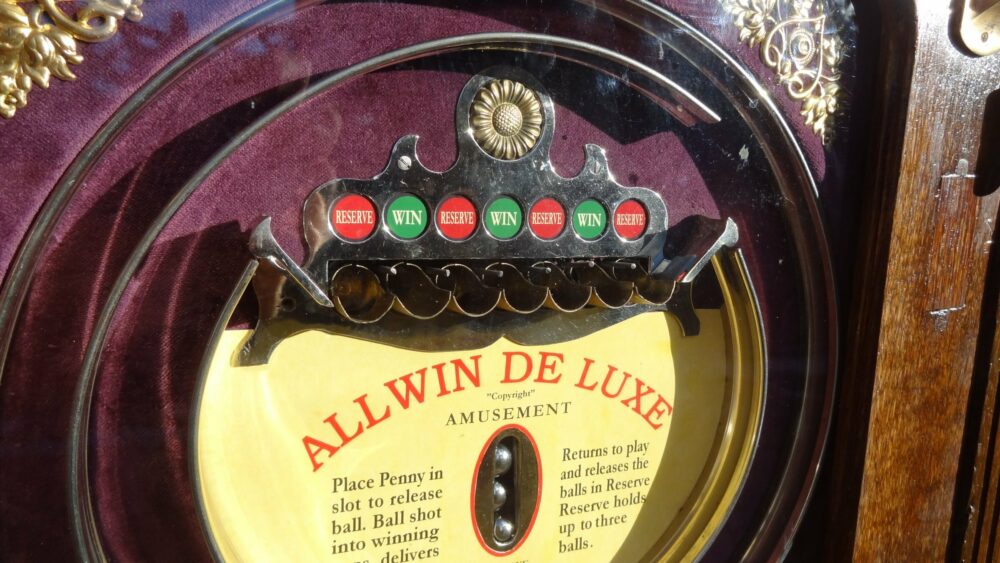 RESERVE WIN RESERVE WIN RESERVE WIN RESERVE
ALLWIN DE LUXE
"Copyright"
AMUSEMENT
Place Penny in
slot to release
ball. Ball shot
into winning
delivers
Returns to play
and releases the
balls in Reserve
Reserve holds
up to three
balls.